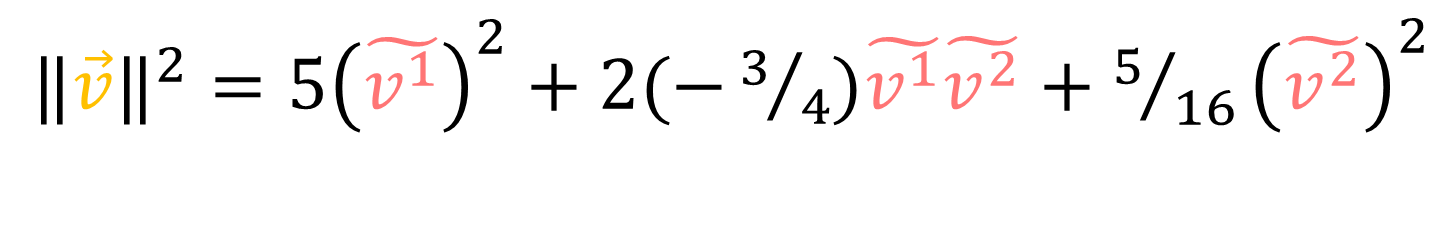 ‖v⃗‖² = 5(ṽ¹)² + 2(−3/4)ṽ¹ṽ² + 5/16(ṽ²)²